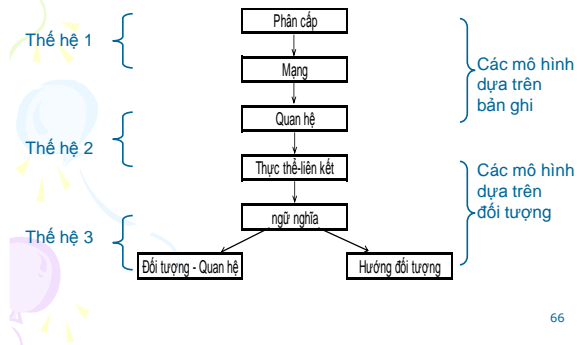 Phân cấp
Thế hệ 1
Mạng
Các mô hình
dựa trên
bản ghi
Quan hệ
Thế hệ 2
Thực thể-liên kết
Các mô hình
dựa trên
đối tượng
ngữ nghĩa
Thế hệ 3
Đối tượng - Quan hệ
Hướng đối tượng
66